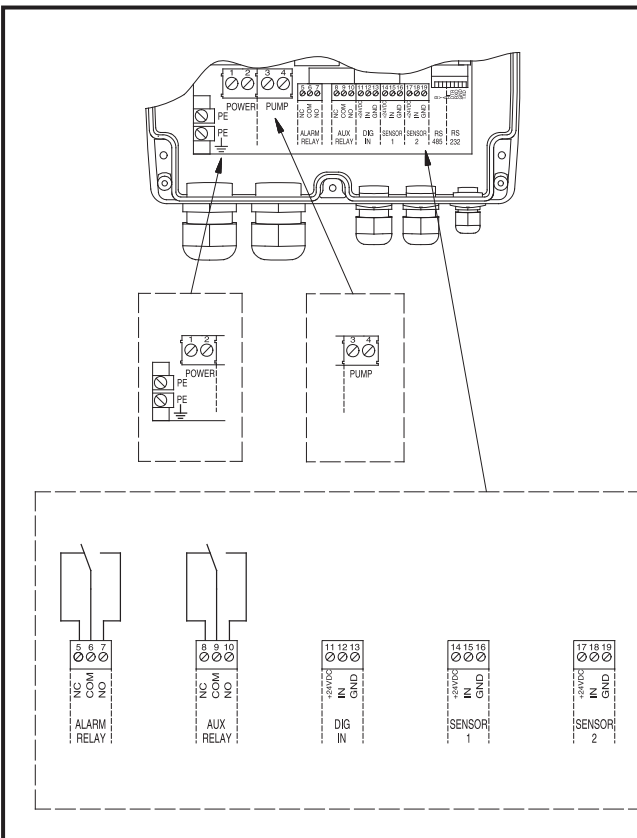 1 2 3 4
POWER PUMP
PE
PE
5 6 7 8 9 10 11 12 13 14 15 16 17 18 19
NC COM NO NC COM NO +24VDC IN GND +24VDC IN GND +24VDC IN GND
ALARM RELAY
AUX RELAY
DIG IN
SENSOR 1
SENSOR 2
RS 485
RS 232
1 2
POWER
PE
PE
3 4
PUMP
5 6 7
NC COM NO
ALARM
RELAY
8 9 10
NC COM NO
AUX
RELAY
11 12 13
+24VDC IN GND
DIG
IN
14 15 16
+24VDC IN GND
SENSOR
1
17 18 19
+24VDC IN GND
SENSOR
2